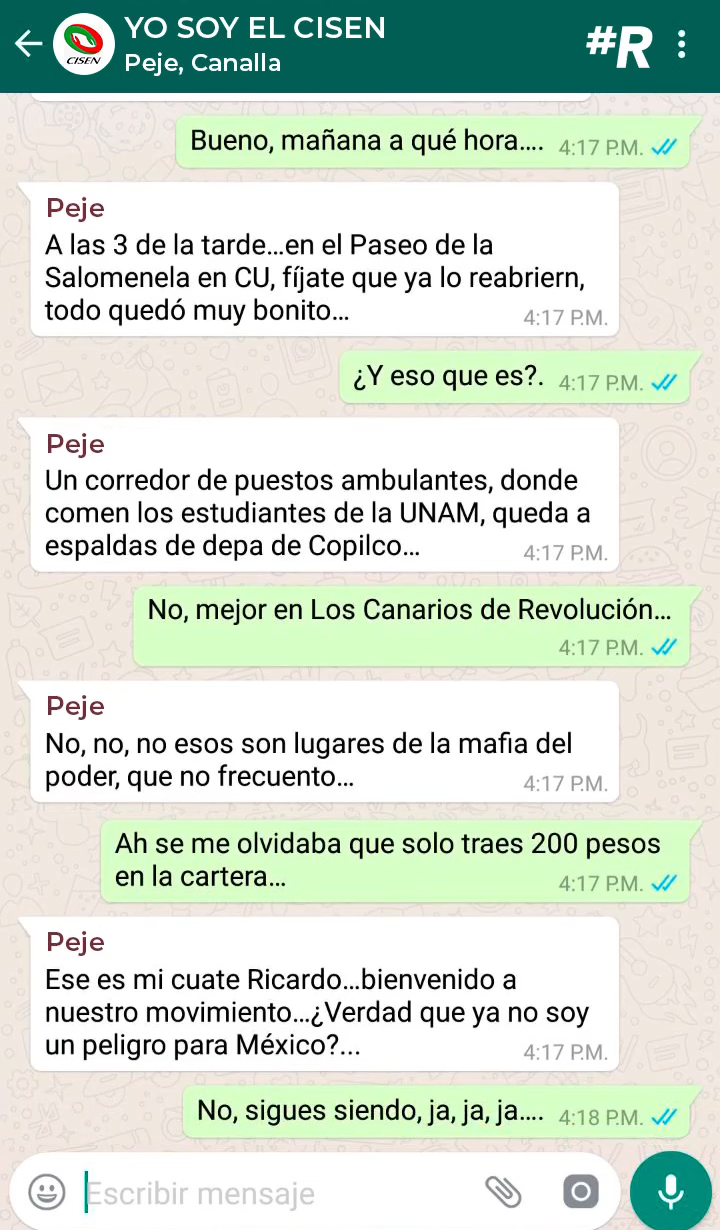 YO SOY EL CISEN
Peje, Canalla
CISEN
#R
Bueno, mañana a qué hora....
4:17 P.M.
Peje
A las 3 de la tarde...en el Paseo de la
Salomenela en CU, fíjate que ya lo reabriern,
todo quedó muy bonito...
4:17 P.M.
¿Y eso que es?.
4:17 P.M.
Peje
Un corredor de puestos ambulantes, donde
comen los estudiantes de la UNAM, queda a
espaldas de depa de Copilco...
4:17 P.M.
No, mejor en Los Canarios de Revolución...
4:17 P.M.
Peje
No, no, no esos son lugares de la mafia del
poder, que no frecuento...
4:17 P.M.
Ah se me olvidaba que solo traes 200 pesos
en la cartera...
4:17 P.M.
Peje
Ese es mi cuate Ricardo...bienvenido a
nuestro movimiento...¿Verdad que ya no soy
un peligro para México?...
4:17 P.M.
No, sigues siendo, ja, ja, ja....
4:18 P.M.
Escribir mensaje